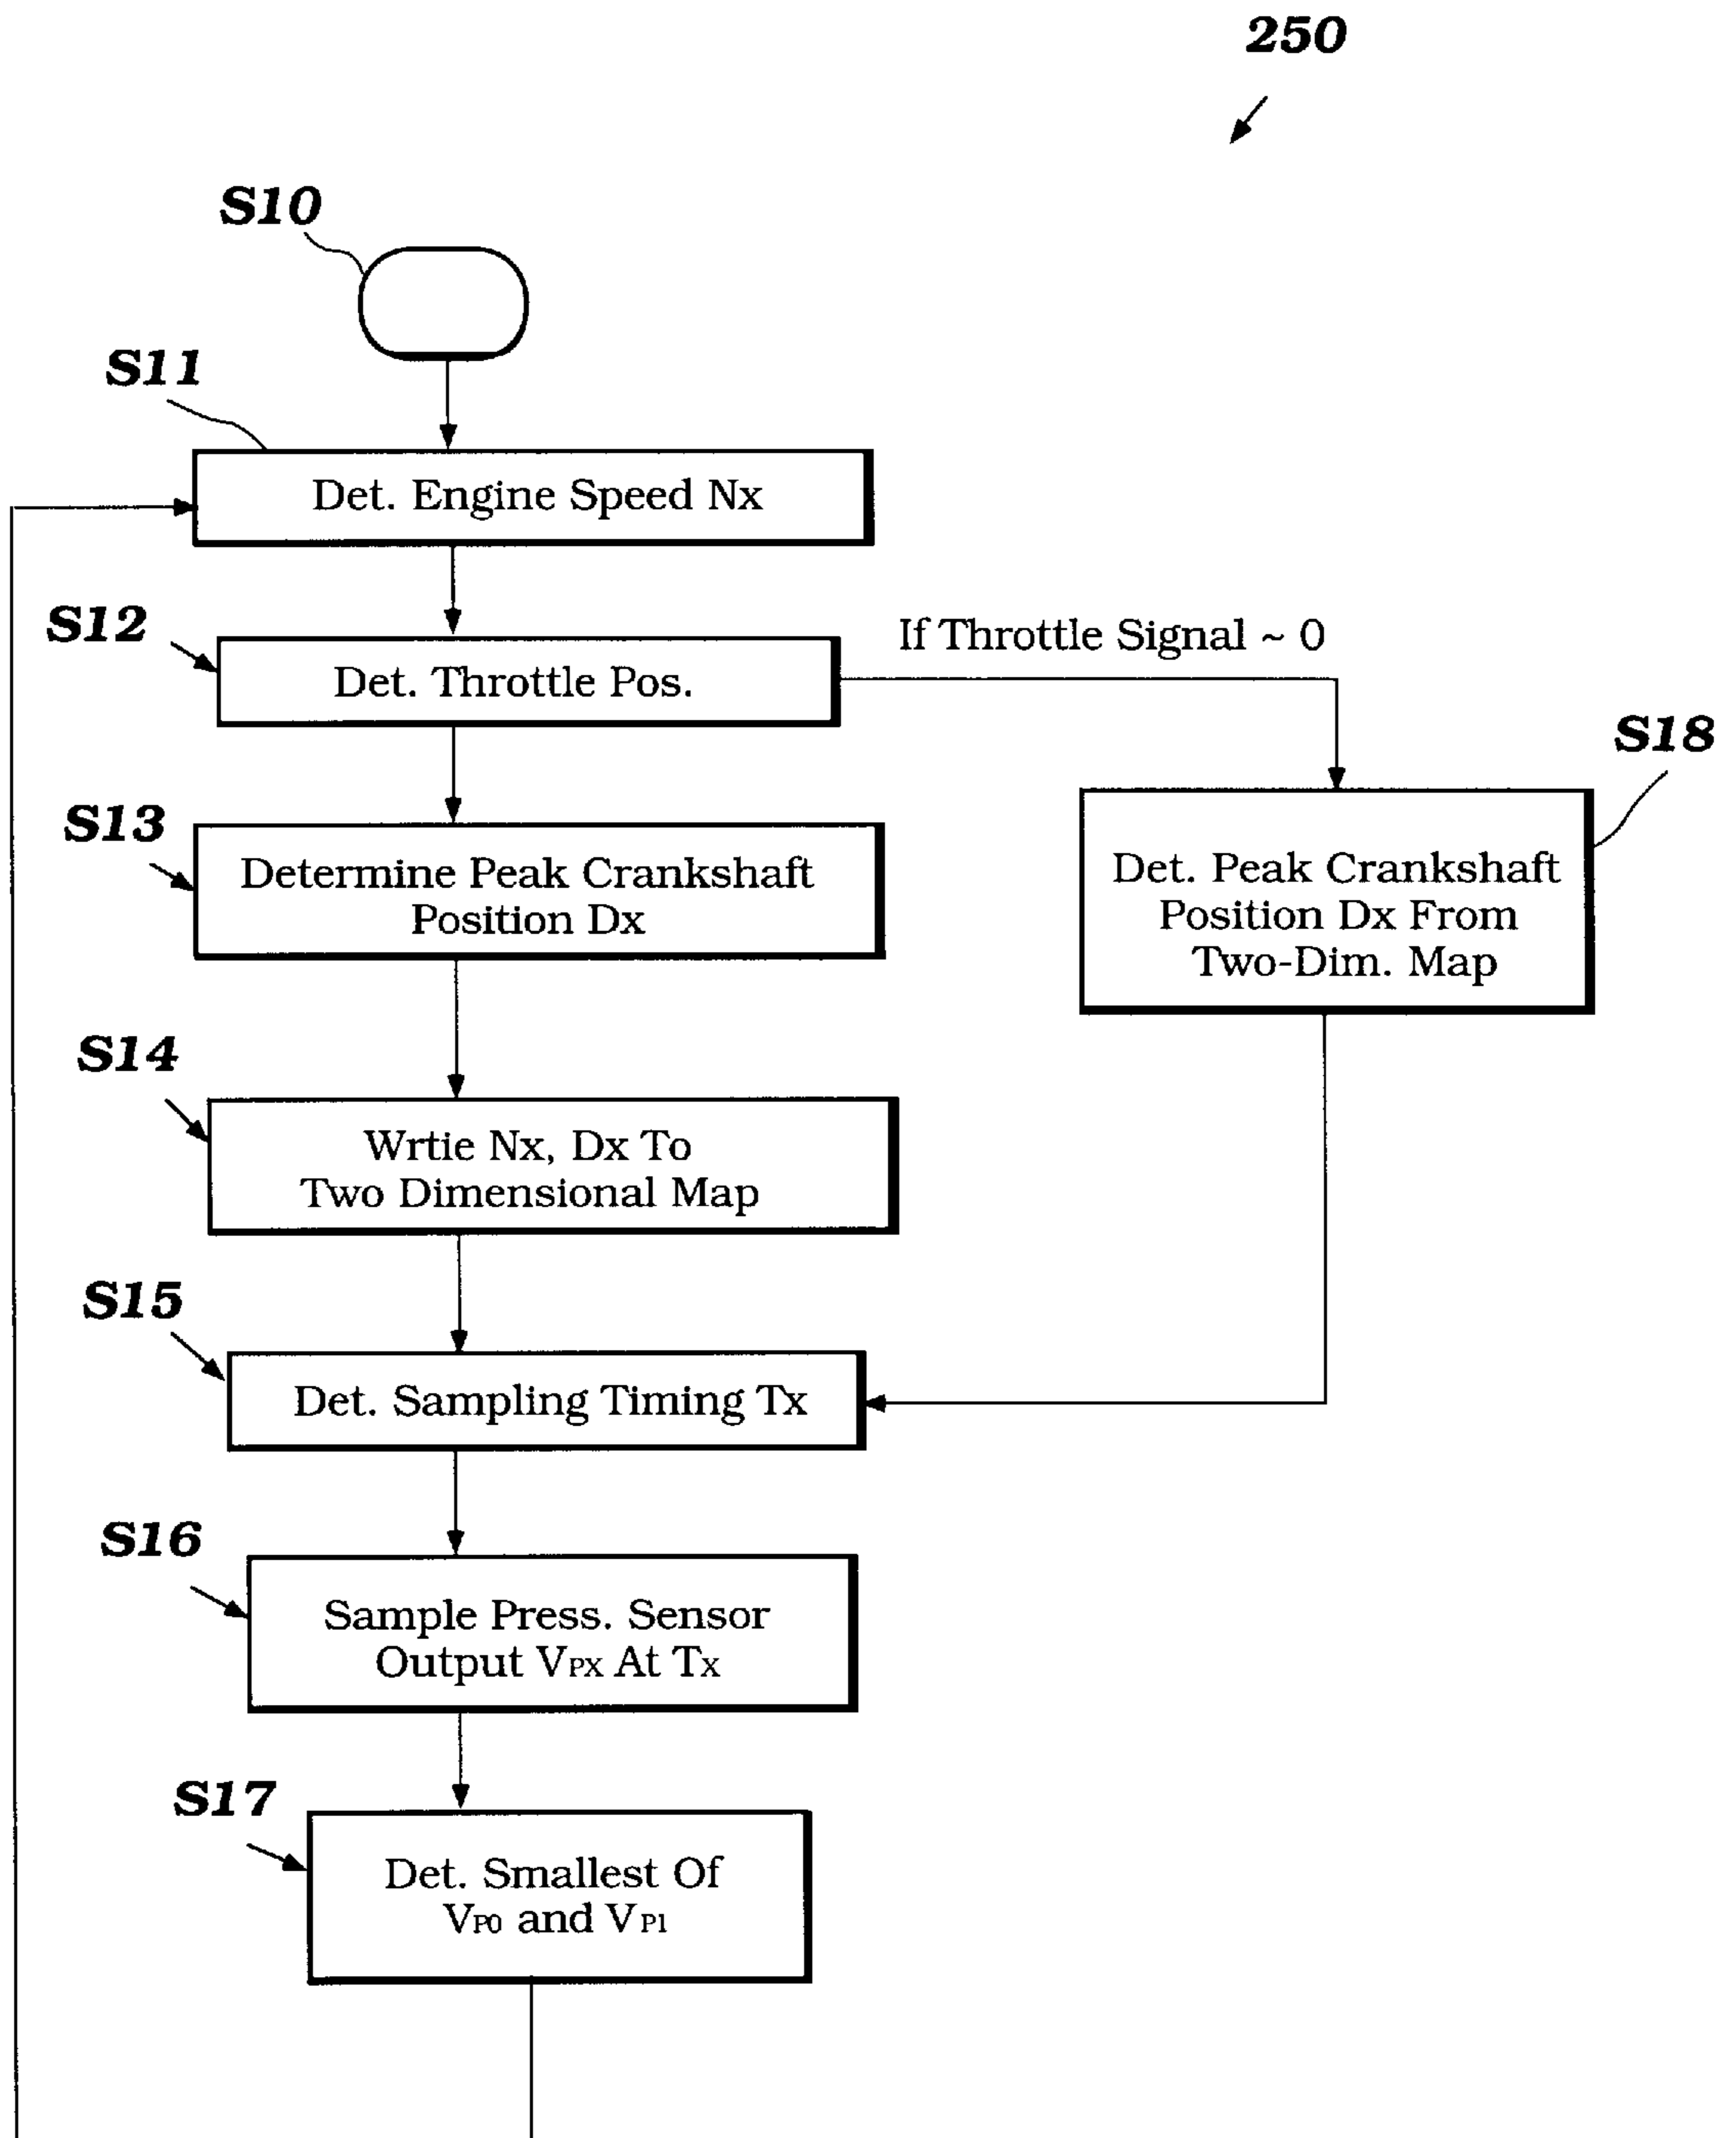 250
S10
S11
Det. Engine Speed Nx
S12
Det. Throttle Pos.
If Throttle Signal ~ 0
S18
S13
Determine Peak Crankshaft
Position Dx
Det. Peak Crankshaft
Position Dx From
Two-Dim. Map
S14
Wrtie Nx, Dx To
Two Dimensional Map
S15
Det. Sampling Timing Tx
S16
Sample Press. Sensor
Output VPX At TX
S17
Det. Smallest Of
VP0 and VP1